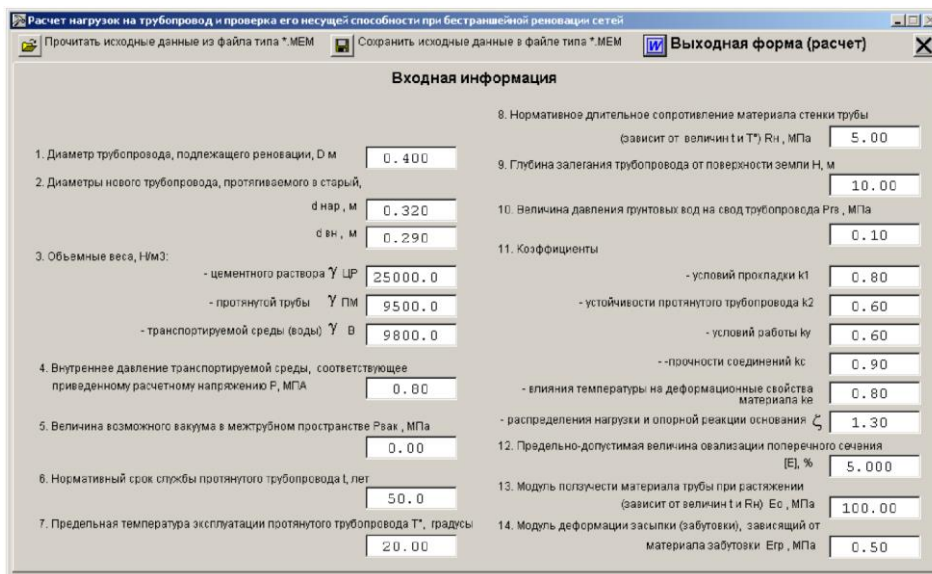 Расчет нагрузок на трубопровод и проверка его несущей способности при бестраншейной реновации сетей
Прочитать исходные данные из файла типа *.MEM
Сохранить исходные данные в файле типа *.MEM
Выходная форма (расчет)
Входная информация
1. Диаметр трубопровода, подлежащего реновации, D м 0.400
2. Диаметры нового трубопровода, протягиваемого в старый,
d нар , м 0.320
d вн , м 0.290
3. Объемные веса, Н/м3:
- цементного раствора γ ЦР 25000.0
- протянутой трубы γ ПМ 9500.0
- транспортируемой среды (воды) γ В 9800.0
4. Внутреннее давление транспортируемой среды, соответствующее
приведенному расчетному напряжению P, МПА 0.80
5. Величина возможного вакуума в межтрубном пространстве Рвак , МПа
0.00
6. Нормативный срок службы протянутого трубопровода t, лет
50.0
7. Предельная температура эксплуатации протянутого трубопровода Т*, градусы
20.00
8. Нормативное длительное сопротивление материала стенки трубы
(зависит от величин t и T*) Rн , МПа 5.00
9. Глубина залегания трубопровода от поверхности земли Н, м
10.00
10. Величина давления грунтовых вод на свод трубопровода Ргв , МПа
0.10
11. Коэффициенты
- условий прокладки k1 0.80
- устойчивости протянутого трубопровода k2 0.60
- условий работы ky 0.60
- -прочности соединений kc 0.90
- влияния температуры на деформационные свойства
материала ke 0.80
- распределения нагрузки и опорной реакции основания ζ 1.30
12. Предельно-допустимая величина овализации поперечного сечения
[E], % 5.000
13. Модуль ползучести материала трубы при растяжении
(зависит от величин t и Rн) Eo , МПа 100.00
14. Модуль деформации засыпки (забутовки), зависящий от
материала забутовки Eгр , МПа 0.50